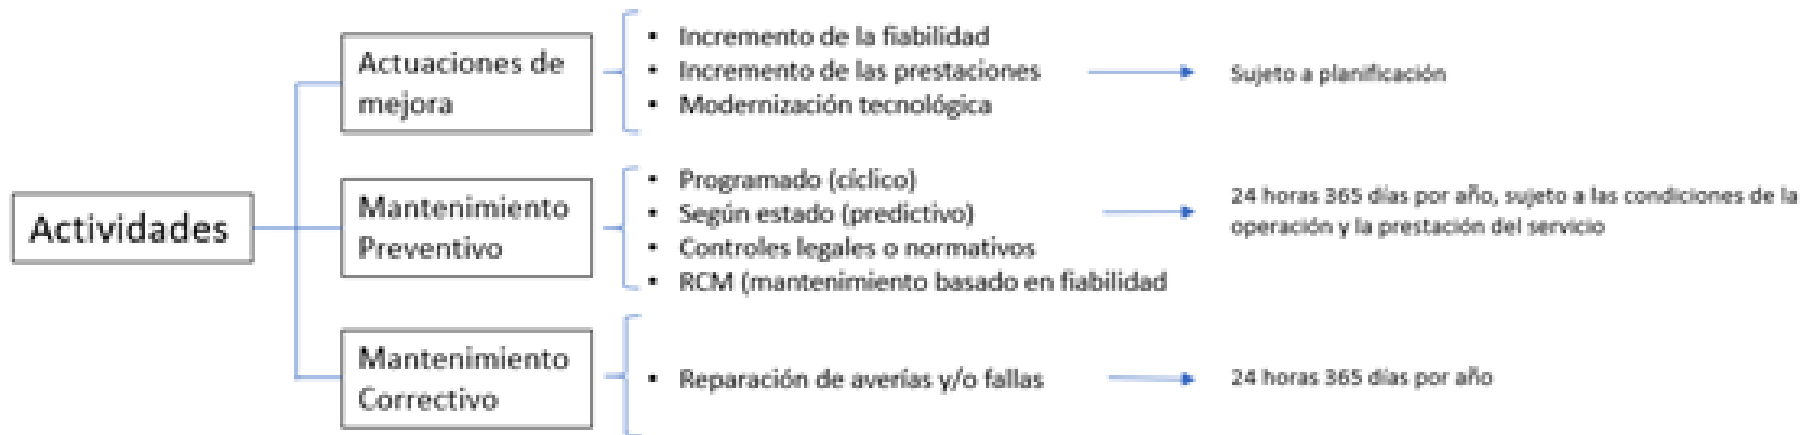 Actividades
Actuaciones de
mejora
• Incremento de la fiabilidad
• Incremento de las prestaciones
• Modernización tecnológica
Sujeto a planificación
Mantenimiento
Preventivo
• Programado (cíclico)
• Según estado (predictivo)
• Controles legales o normativos
• RCM (mantenimiento basado en fiabilidad
24 horas 365 días por año, sujeto a las condiciones de la
operación y la prestación del servicio
Mantenimiento
Correctivo
• Reparación de averías y/o fallas
24 horas 365 días por año